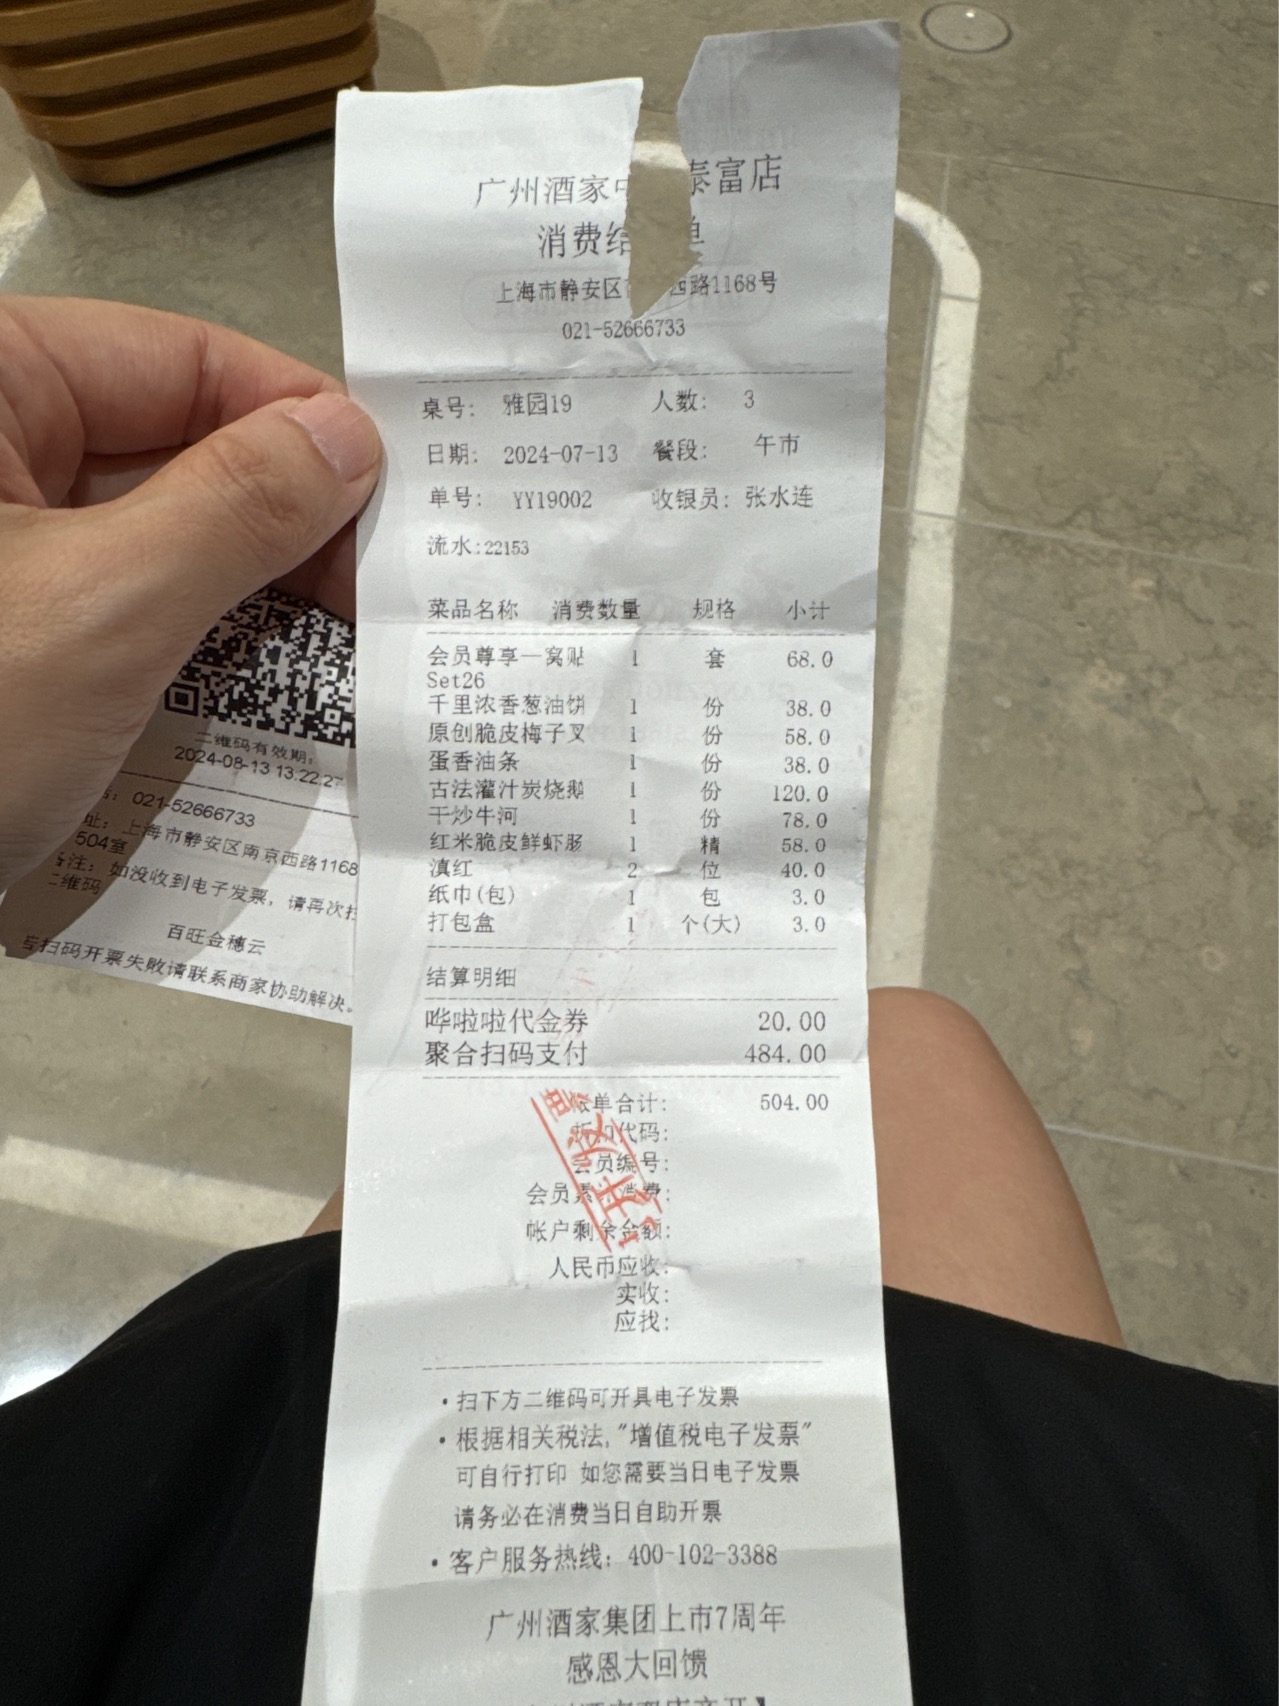 广州酒家中 泰富店
消费结 单
上海市静安区 西路1168号
021-52666733
桌号: 雅园19 人数: 3
日期: 2024-07-13 餐段: 午市
单号: YY19002 收银员: 张水连
流水:22153
菜品名称 消费数量 规格 小计
会员尊享一窝贴 1 套 68.0
Set26
千里浓香葱油饼 1 份 38.0
原创脆皮梅子叉 1 份 58.0
蛋香油条 1 份 38.0
古法灌汁炭烧鹅 1 份 120.0
干炒牛河 1 份 78.0
红米脆皮鲜虾肠 1 精 58.0
滇红 2 位 40.0
纸巾(包) 1 包 3.0
打包盒 1 个(大) 3.0
结算明细
哗啦啦代金券 20.00
聚合扫码支付 484.00
账单合计: 504.00
代码:
会员编号:
会员累 消费:
帐户剩余金额:
人民币应收:
实收:
应找:
已开发票
·扫下方二维码可开具电子发票
·根据相关税法,"增值税电子发票"
可自行打印 如您需要当日电子发票
请务必在消费当日自助开票
·客户服务热线: 400-102-3388
广州酒家集团上市7周年
感恩大回馈
二维码有效期:
2024-08-13 13:22:27
: 021-52666733
址: 上海市静安区南京西路1168
504室
备注: 如没收到电子发票, 请再次扫
二维码
百旺金穗云
扫码开票失败请联系商家协助解决。